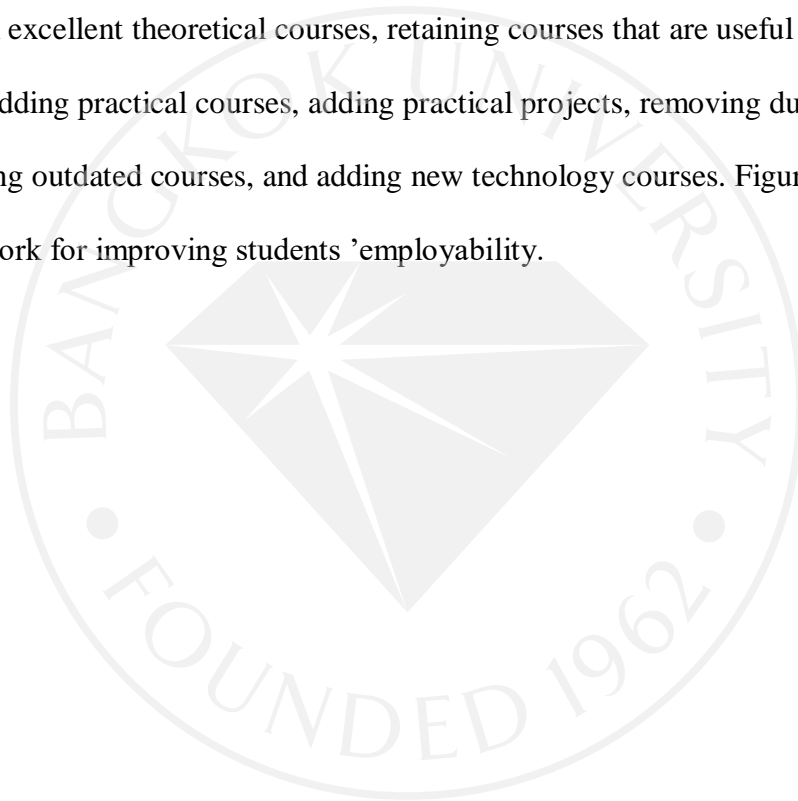 excellent theoretical courses, retaining courses that are useful
dding practical courses, adding practical projects, removing du
ng outdated courses, and adding new technology courses. Figur
ork for improving students ’employability.
BANGKOK UNIVERSITY
FOUNDED 1962